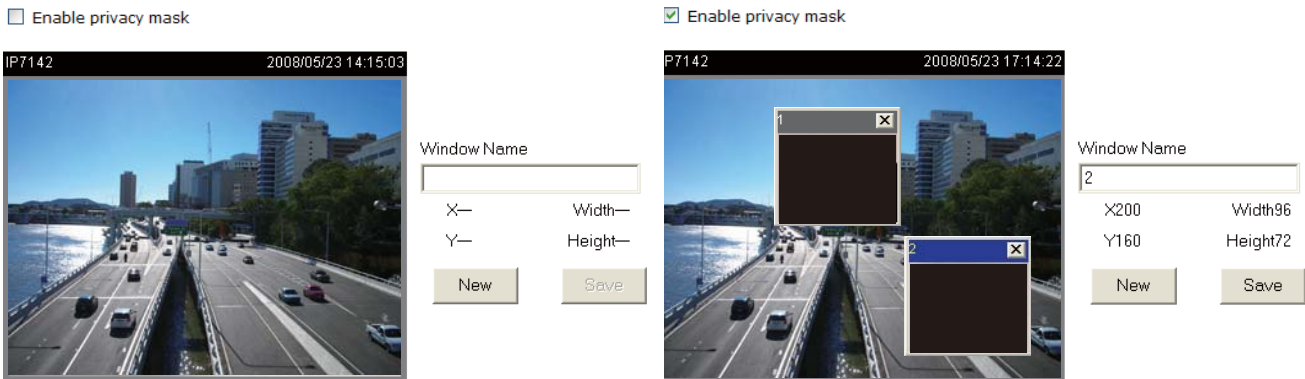 Enable privacy mask
IP7142 2008/05/23 14:15:03
Window Name
X— Width—
Y— Height—
New Save
Enable privacy mask
P7142 2008/05/23 17:14:22
1
2
Window Name
2
X200 Width96
Y160 Height72
New Save